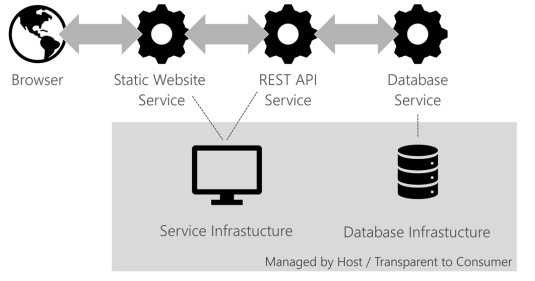 Browser
Static Website
Service
REST API
Service
Database
Service
Service Infrastucture
Database Infrastucture
Managed by Host / Transparent to Consumer